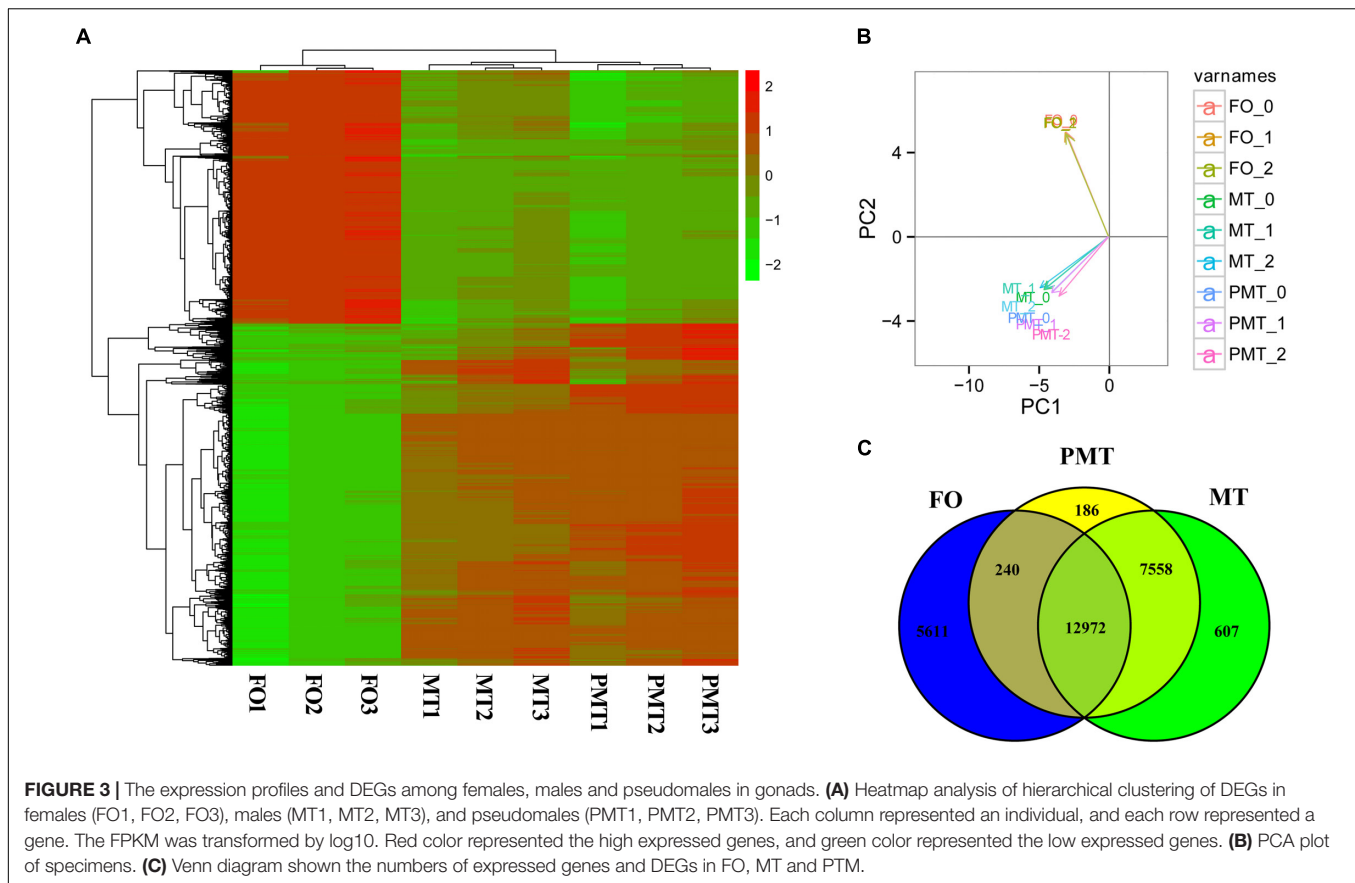 A
2
1
0
−1
−2
FO1
FO2
FO3
MT1
MT2
MT3
PMT1
PMT2
PMT3
B
PC2
4
0
−4
MT_1
MT_0
MT_2
PMT_0
PMT_1
PMT-2
−10
−5
0
PC1
varnames
a FO_0
a FO_1
a FO_2
a MT_0
a MT_1
a MT_2
a PMT_0
a PMT_1
a PMT_2
C
PMT
FO
MT
186
240
7558
5611
12972
607
FIGURE 3 | The expression profiles and DEGs among females, males and pseudomales in gonads. (A) Heatmap analysis of hierarchical clustering of DEGs in
females (FO1, FO2, FO3), males (MT1, MT2, MT3), and pseudomales (PMT1, PMT2, PMT3). Each column represented an individual, and each row represented a
gene. The FPKM was transformed by log10. Red color represented the high expressed genes, and green color represented the low expressed genes. (B) PCA plot
of specimens. (C) Venn diagram shown the numbers of expressed genes and DEGs in FO, MT and PTM.